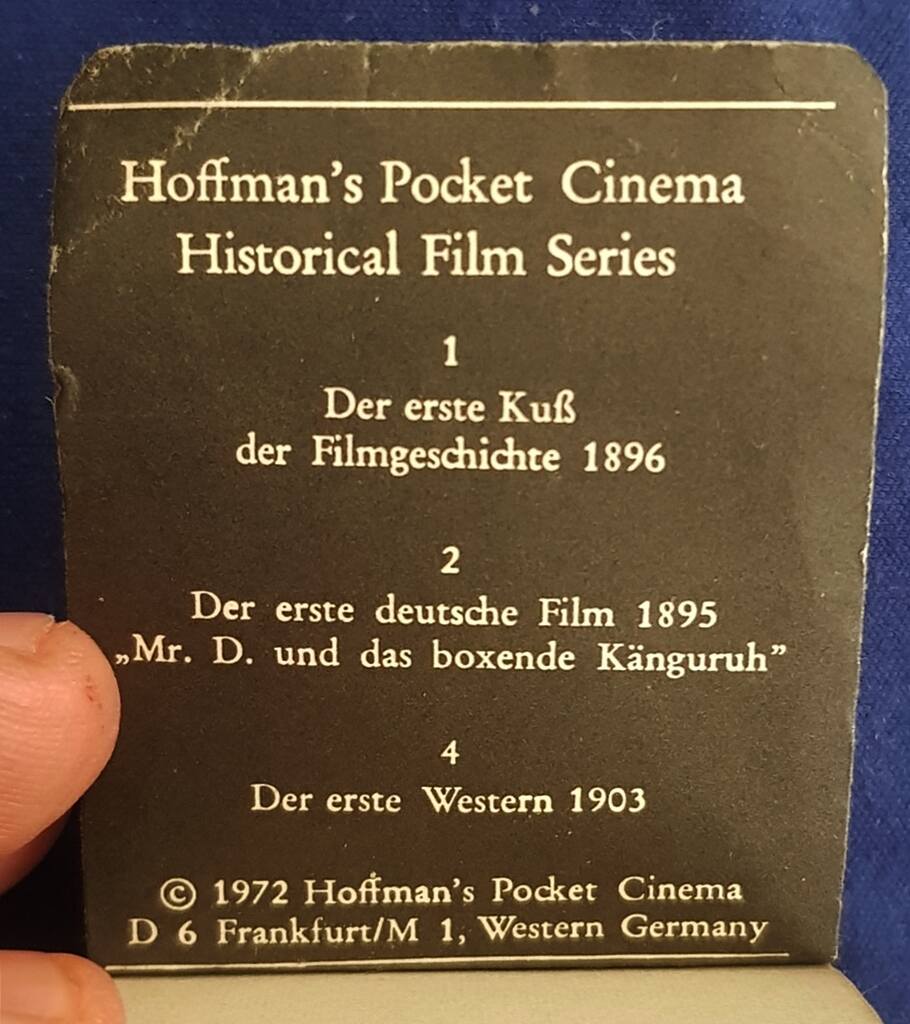 Hoffman's Pocket Cinema
Historical Film Series
1
Der erste Kuß
der Filmgeschichte 1896
2
Der erste deutsche Film 1895
„Mr. D. und das boxende Känguruh”
4
Der erste Western 1903
© 1972 Hoffman's Pocket Cinema
D 6 Frankfurt/M 1, Western Germany